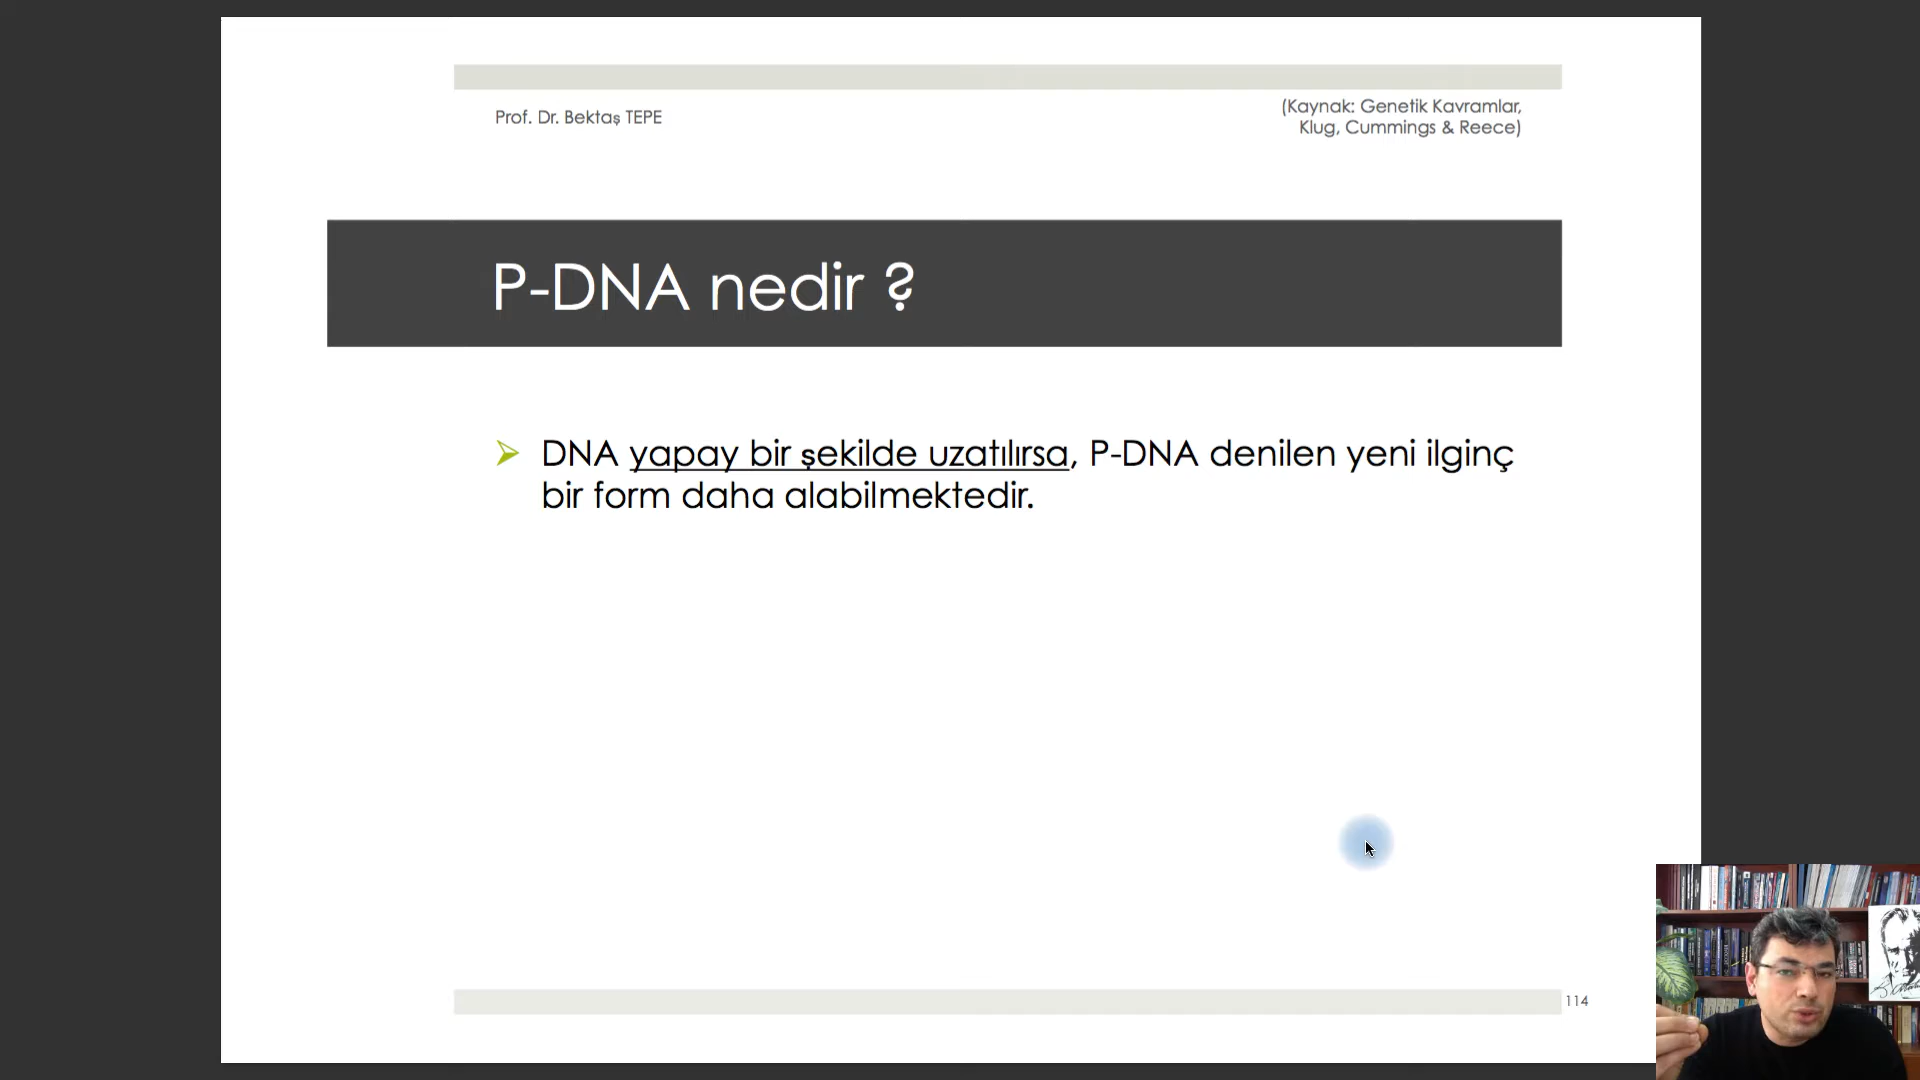 Prof. Dr. Bektaş TEPE
(Kaynak: Genetik Kavramlar,
Klug, Cummings & Reece)
P-DNA nedir ?
DNA yapay bir şekilde uzatılırsa, P-DNA denilen yeni ilginç
bir form daha alabilmektedir.
114